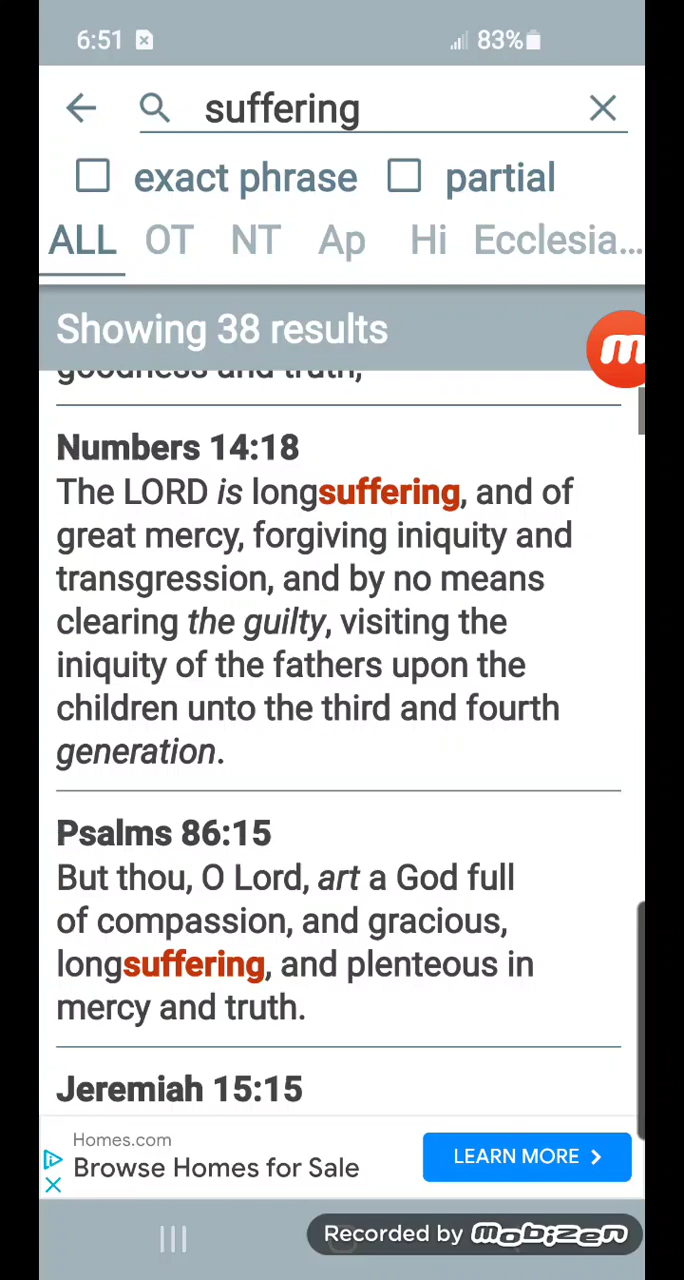 6:51 83%
suffering
exact phrase partial
ALL OT NT Ap Hi Ecclesia...
Showing 38 results
goodness and truth,
Numbers 14:18
The LORD is longsuffering, and of
great mercy, forgiving iniquity and
transgression, and by no means
clearing the guilty, visiting the
iniquity of the fathers upon the
children unto the third and fourth
generation.
Psalms 86:15
But thou, O Lord, art a God full
of compassion, and gracious,
longsuffering, and plenteous in
mercy and truth.
Jeremiah 15:15
Homes.com
Browse Homes for Sale
LEARN MORE
Recorded by mobizen